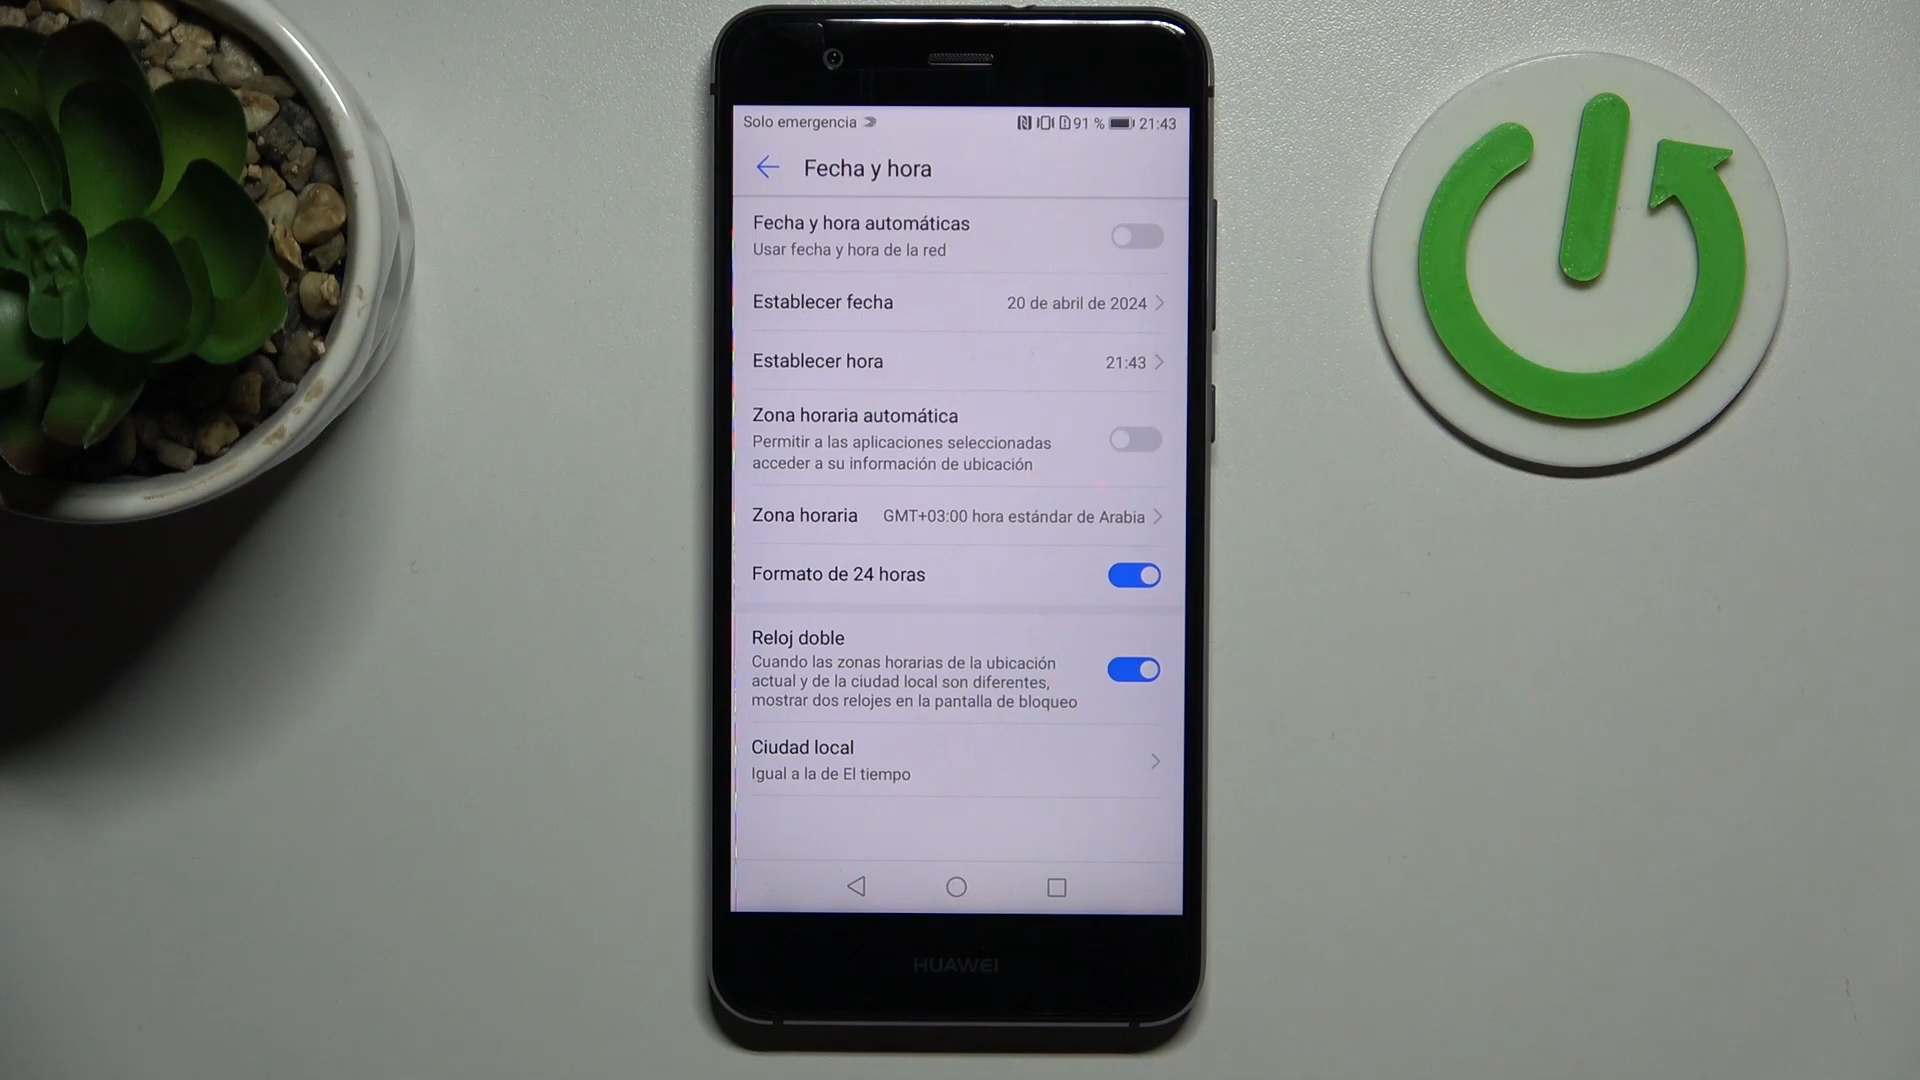 Solo emergencia 91 % 21:43
Fecha y hora
Fecha y hora automáticas
Usar fecha y hora de la red
Establecer fecha 20 de abril de 2024
Establecer hora 21:43
Zona horaria automática
Permitir a las aplicaciones seleccionadas
acceder a su información de ubicación
Zona horaria GMT+03:00 hora estándar de Arabia
Formato de 24 horas
Reloj doble
Cuando las zonas horarias de la ubicación
actual y de la ciudad local son diferentes,
mostrar dos relojes en la pantalla de bloqueo
Ciudad local
Igual a la de El tiempo
HUAWEI